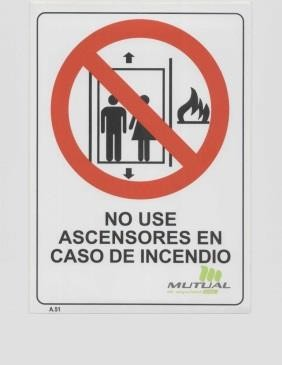 NO USE
ASCENSORES EN
CASO DE INCENDIO
MUTUAL
A.51